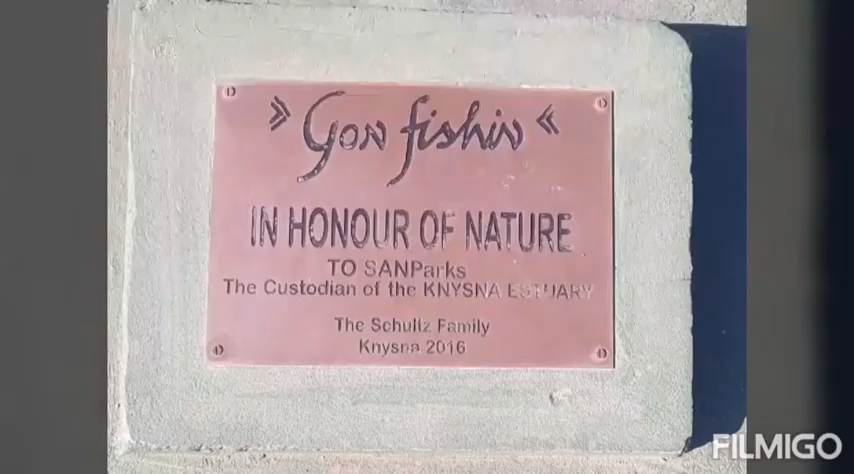 » Gon fishin «
IN HONOUR OF NATURE
TO SANParks
The Custodian of the KNYSNA ESTUARY
The Schultz Family
Knysna 2016
FILMIGO